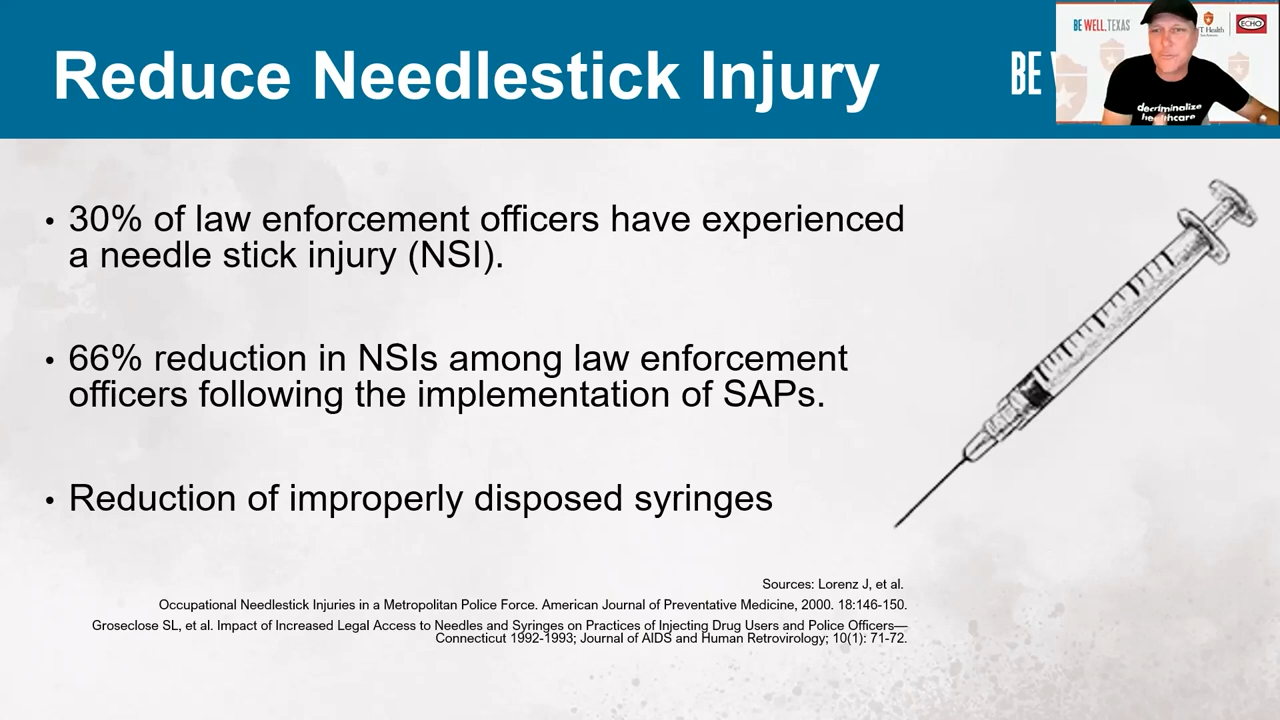 Reduce Needlestick Injury
BE
BE WELL,TEXAS
Health
ECHO
decriminalize
healthcare
• 30% of law enforcement officers have experienced
a needle stick injury (NSI).
• 66% reduction in NSIs among law enforcement
officers following the implementation of SAPs.
• Reduction of improperly disposed syringes
Sources: Lorenz J, et al.
Occupational Needlestick Injuries in a Metropolitan Police Force. American Journal of Preventative Medicine, 2000. 18:146-150.
Groseclose SL, et al. Impact of Increased Legal Access to Needles and Syringes on Practices of Injecting Drug Users and Police Officers—
Connecticut 1992-1993; Journal of AIDS and Human Retrovirology; 10(1): 71-72.